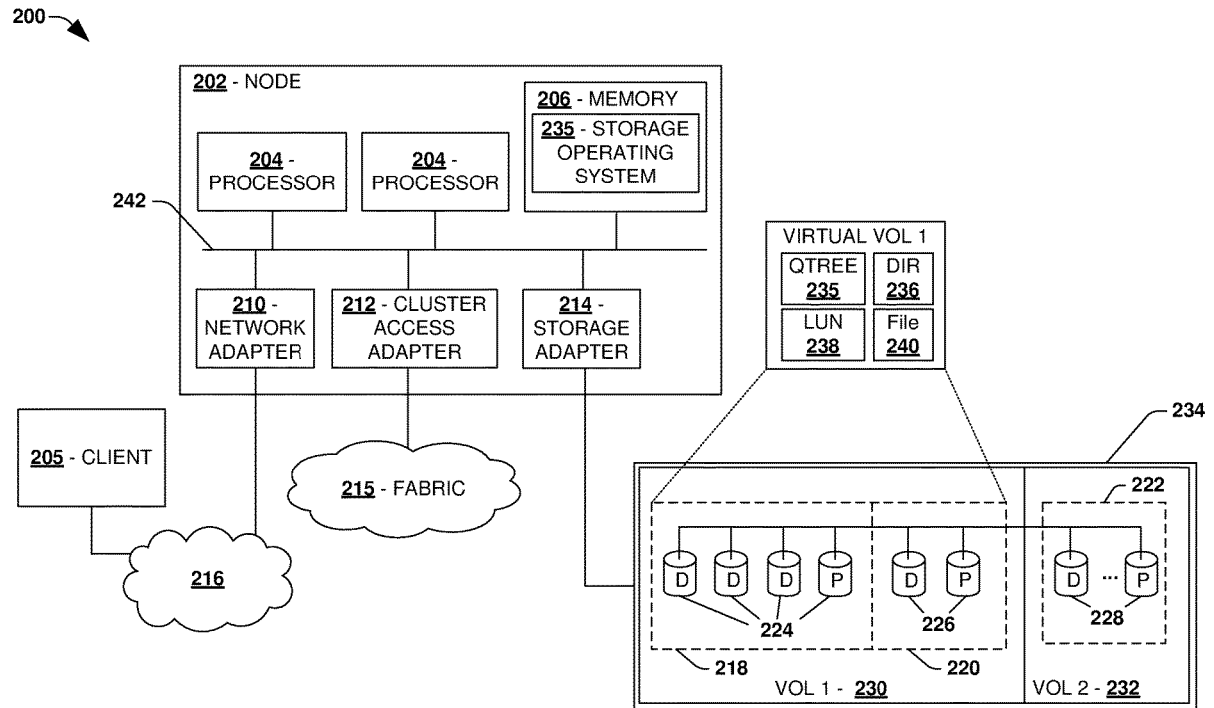 200
202 - NODE
206 - MEMORY
235 - STORAGE
OPERATING
SYSTEM
204 -
PROCESSOR
204 -
PROCESSOR
242
VIRTUAL VOL 1
QTREE
235
DIR
236
LUN
238
File
240
210 -
NETWORK
ADAPTER
212 - CLUSTER
ACCESS
ADAPTER
214 -
STORAGE
ADAPTER
234
205 - CLIENT
215 - FABRIC
222
216
D
D
D
P
D
P
D
...
P
224
226
228
218
220
VOL 1 - 230
VOL 2 - 232